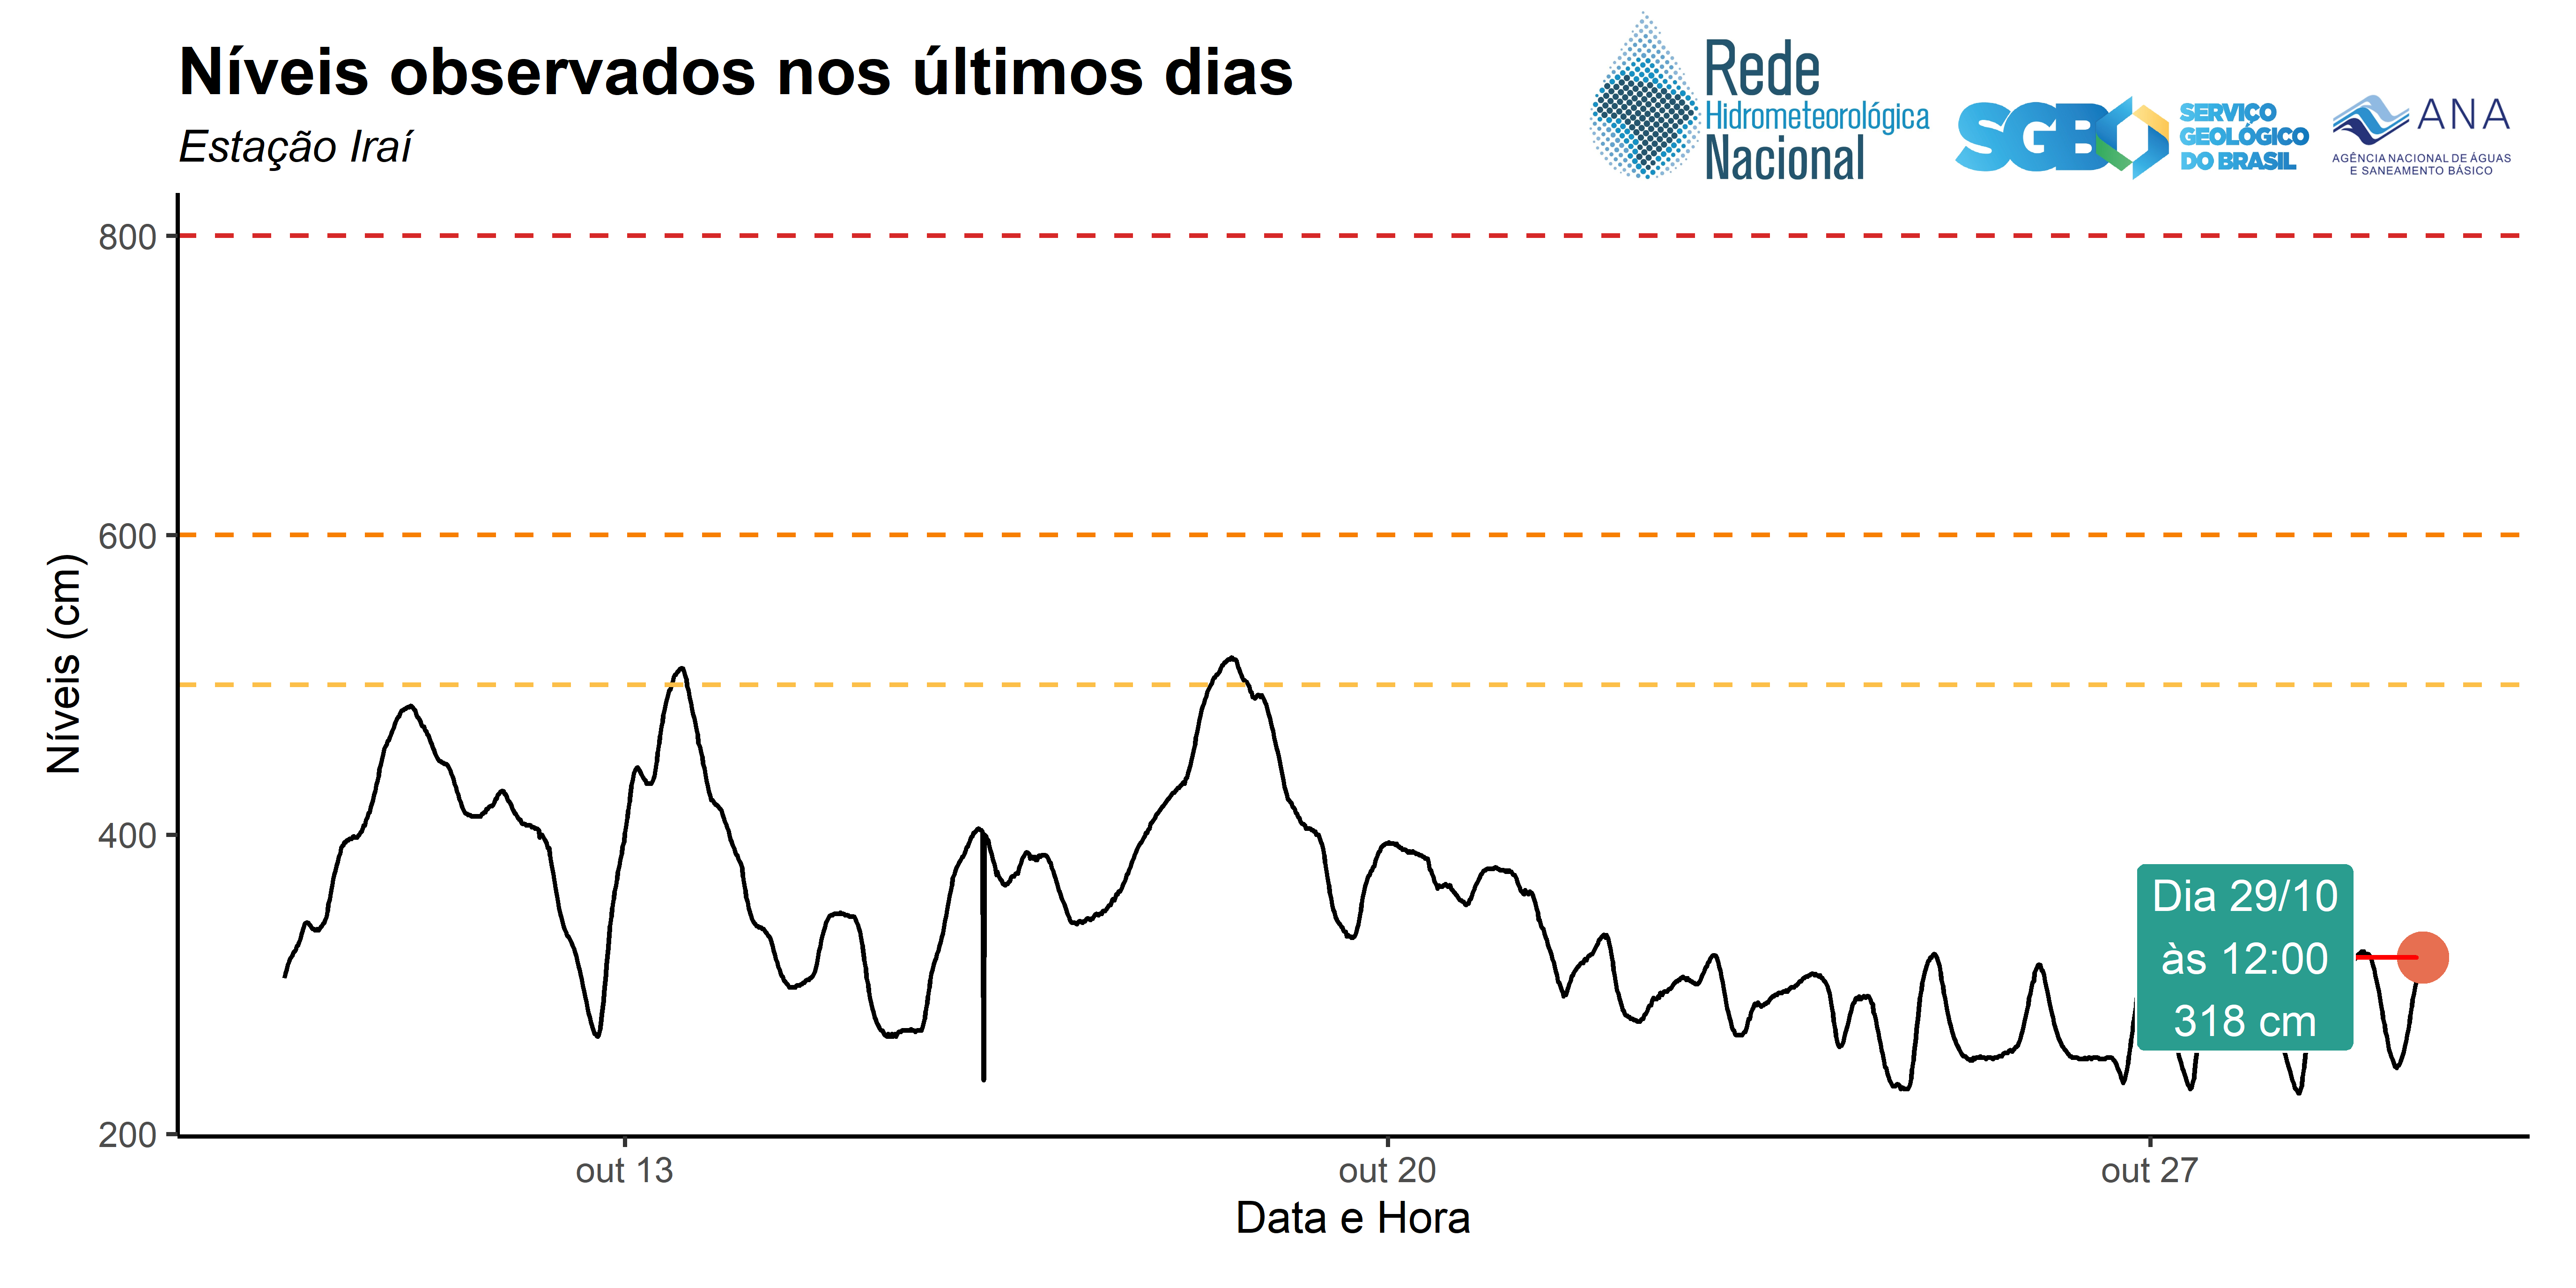 Níveis observados nos últimos dias
Estação Iraí
Rede
Hidrometeorológica
Nacional
SGB
SERVIÇO
GEOLÓGICO
DO BRASIL
ANA
AGÊNCIA NACIONAL DE ÁGUAS
E SANEAMENTO BÁSICO
Níveis (cm)
800
600
400
200
Dia 29/10
às 12:00
318 cm
out 13
out 20
out 27
Data e Hora